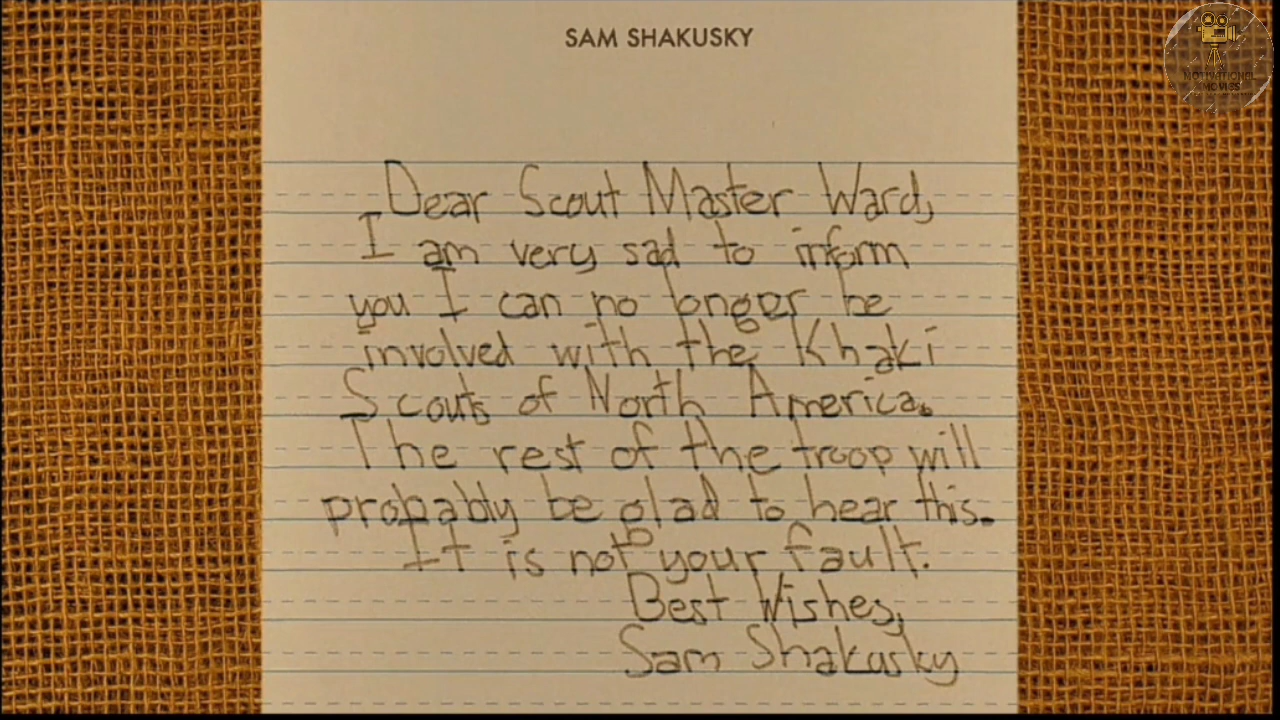 SAM SHAKUSKY
MOTIVATIONAL
MOVIES
Dear Scout Master Ward,
I am very sad to inform
you I can no longer be
involved with the Khaki
Scouts of North America.
The rest of the troop will
probably be glad to hear this.
It is not your fault.
Best Wishes,
Sam Shakusky